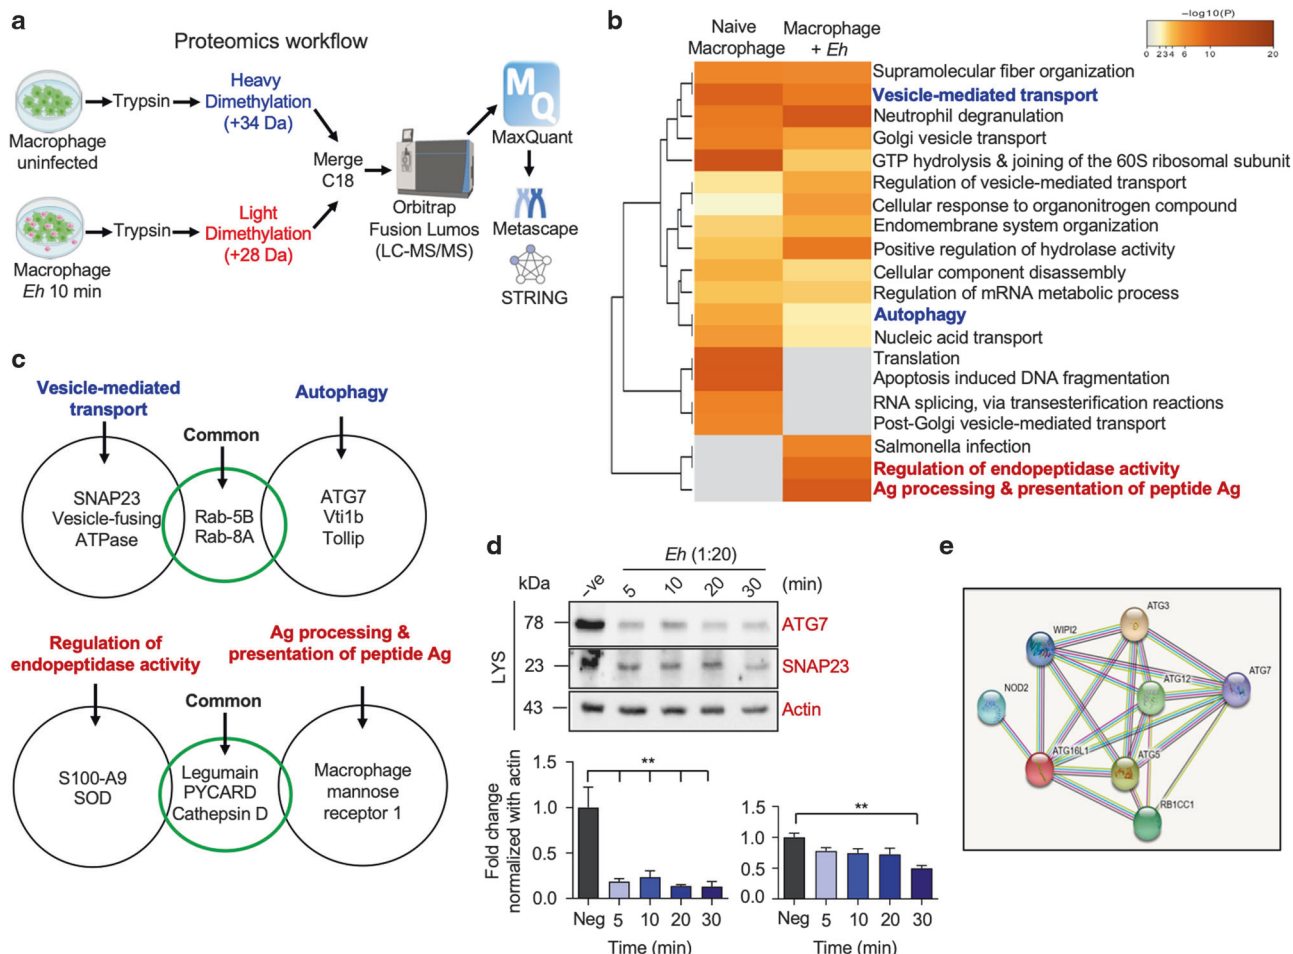 a
Proteomics workflow
Macrophage
uninfected
Trypsin
Heavy
Dimethylation
(+34 Da)
Macrophage
Eh 10 min
Trypsin
Light
Dimethylation
(+28 Da)
Merge
C18
Orbitrap
Fusion Lumos
(LC-MS/MS)
M
Q
MaxQuant
Metascape
STRING
b
Naive
Macrophage
Macrophage
+ Eh
−log10(P)
0 2 3 4 6 10 20
Supramolecular fiber organization
Vesicle-mediated transport
Neutrophil degranulation
Golgi vesicle transport
GTP hydrolysis & joining of the 60S ribosomal subunit
Regulation of vesicle-mediated transport
Cellular response to organonitrogen compound
Endomembrane system organization
Positive regulation of hydrolase activity
Cellular component disassembly
Regulation of mRNA metabolic process
Autophagy
Nucleic acid transport
Translation
Apoptosis induced DNA fragmentation
RNA splicing, via transesterification reactions
Post-Golgi vesicle-mediated transport
Salmonella infection
Regulation of endopeptidase activity
Ag processing & presentation of peptide Ag
c
Vesicle-mediated
transport
Common
Autophagy
SNAP23
Vesicle-fusing
ATPase
Rab-5B
Rab-8A
ATG7
Vti1b
Tollip
Regulation of
endopeptidase activity
Common
Ag processing &
presentation of peptide Ag
S100-A9
SOD
Legumain
PYCARD
Cathepsin D
Macrophage
mannose
receptor 1
d
Eh (1:20)
kDa
−ve 5 10 20 30 (min)
LYS
78
ATG7
23
SNAP23
43
Actin
Fold change
normalized with actin
1.5
1.0
0.5
0.0
**
Neg 5 10 20 30
Time (min)
1.5
1.0
0.5
0.0
**
Neg 5 10 20 30
Time (min)
e
ATG3
WIPI2
ATG7
ATG12
NOD2
ATG16L1
ATG5
RB1CC1